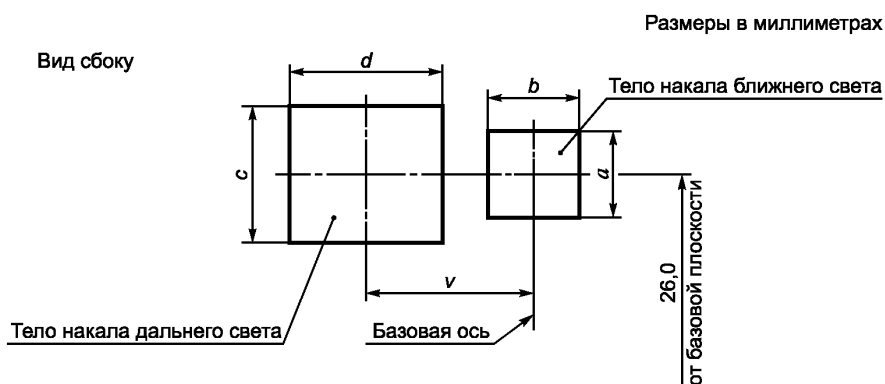 Размеры в миллиметрах
Вид сбоку
d
b
Тело накала ближнего света
c
a
v
26,0
от базовой плоскости
Тело накала дальнего света
Базовая ось